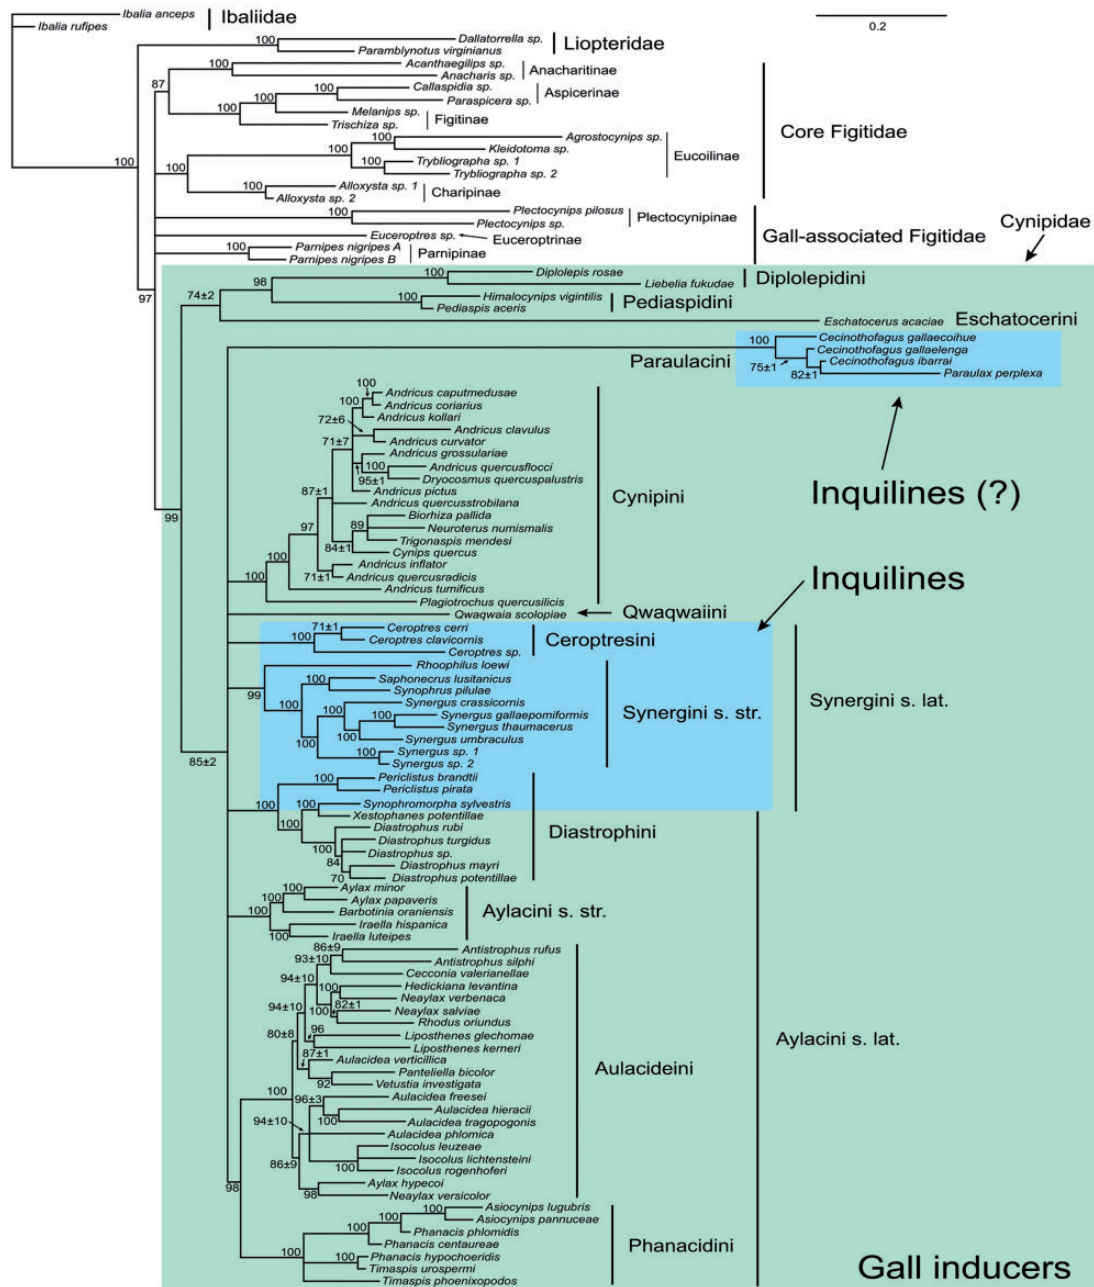 Ibalia anceps
Ibalia rufipes
Ibaliidae
0.2
100
Dallatorrella sp.
Paramblynotus virginianus
Liopteridae
Acanthaegilips sp.
100
Anacharis sp.
Anacharitinae
87
Callaspidia sp.
100
Paraspicera sp.
Aspicerinae
100
Melanips sp.
100
Trischiza sp.
Figitinae
Core Figitidae
Agrostocynips sp.
100
Kleidotoma sp.
100
Trybliographa sp. 1
100
Trybliographa sp. 2
Eucoilinae
100
100
Alloxysta sp. 1
100
Alloxysta sp. 2
Charipinae
Plectocynips pilosus
100
Plectocynips sp.
Plectocynipinae
Euceroptres sp.
Euceroptrinae
Gall-associated Figitidae
Cynipidae
Parnipes nigripes A
100
Parnipes nigripes B
Parnipinae
97
Diplolepis rosae
100
Liebelia fukudae
Diplolepidini
98
Himalocynips vigintilis
100
Pediaspis aceris
Pediaspidini
74±2
Eschatocerus acaciae
Eschatocerini
Cecinothofagus gallaecoihue
100
Cecinothofagus gallaelenga
Cecinothofagus ibarrai
75±1
82±1
Paraulax perplexa
Paraulacini
Inquilines (?)
100
Andricus caputmedusae
100
Andricus coriarius
Andricus kollari
72±6
Andricus clavulus
71±7
Andricus curvator
Andricus grossulariae
100
Andricus quercusflocci
95±1
Dryocosmus quercuspalustris
87±1
Andricus pictus
Andricus quercusstrobilana
Biorhiza pallida
97
89
Neuroterus numismalis
84±1
Trigonaspis mendesi
Cynips quercus
100
Andricus inflator
71±1
Andricus quercusradicis
100
Andricus tumificus
Plagiotrochus quercusilicis
Cynipini
99
Qwaqwaia scolopiae
Qwaqwaiini
Inquilines
71±1
Ceroptres cerri
100
Ceroptres clavicornis
Ceroptres sp.
Ceroptresini
Rhoophilus loewi
99
100
Saphonecrus lusitanicus
Synophrus pilulae
100
Synergus crassicornis
100
100
Synergus gallaepomiformis
Synergus thaumacerus
100
Synergus umbraculus
100
100
Synergus sp. 1
Synergus sp. 2
Synergini s. str.
Synergini s. lat.
85±2
100
Periclistus brandtii
Periclistus pirata
100
100
Synophromorpha sylvestris
Xestophanes potentillae
100
Diastrophus rubi
Diastrophus turgidus
100
Diastrophus sp.
84
Diastrophus mayri
70
Diastrophus potentillae
Diastrophini
100
Aylax minor
100
Aylax papaveris
Barbotinia oraniensis
100
Iraella hispanica
100
Iraella luteipes
Aylacini s. str.
86±9
Antistrophus rufus
93±10
Antistrophus silphi
Cecconia valerianellae
94±10
Hedickiana levantina
100
Neaylax verbenaca
82±1
94±10
Neaylax salviae
100
Rhodus oriundus
96
Liposthenes glechomae
80±8
Liposthenes kerneri
87±1
Aulacidea verticillica
Panteliella bicolor
92
Vetustia investigata
100
96±3
Aulacidea freesei
Aulacidea hieracii
100
Aulacidea tragopogonis
94±10
Aulacidea phlomica
Isocolus leuzeae
86±9
Isocolus lichtensteini
100
Isocolus rogenhoferi
Aylax hypecoi
98
Neaylax versicolor
Aulacideini
Aylacini s. lat.
98
100
Asiocynips lugubris
100
Asiocynips pannuceae
100
Phanacis phlomidis
Phanacis centaureae
100
100
Phanacis hypochoeridis
Timaspis urospermi
Timaspis phoenixopodos
Phanacidini
Gall inducers